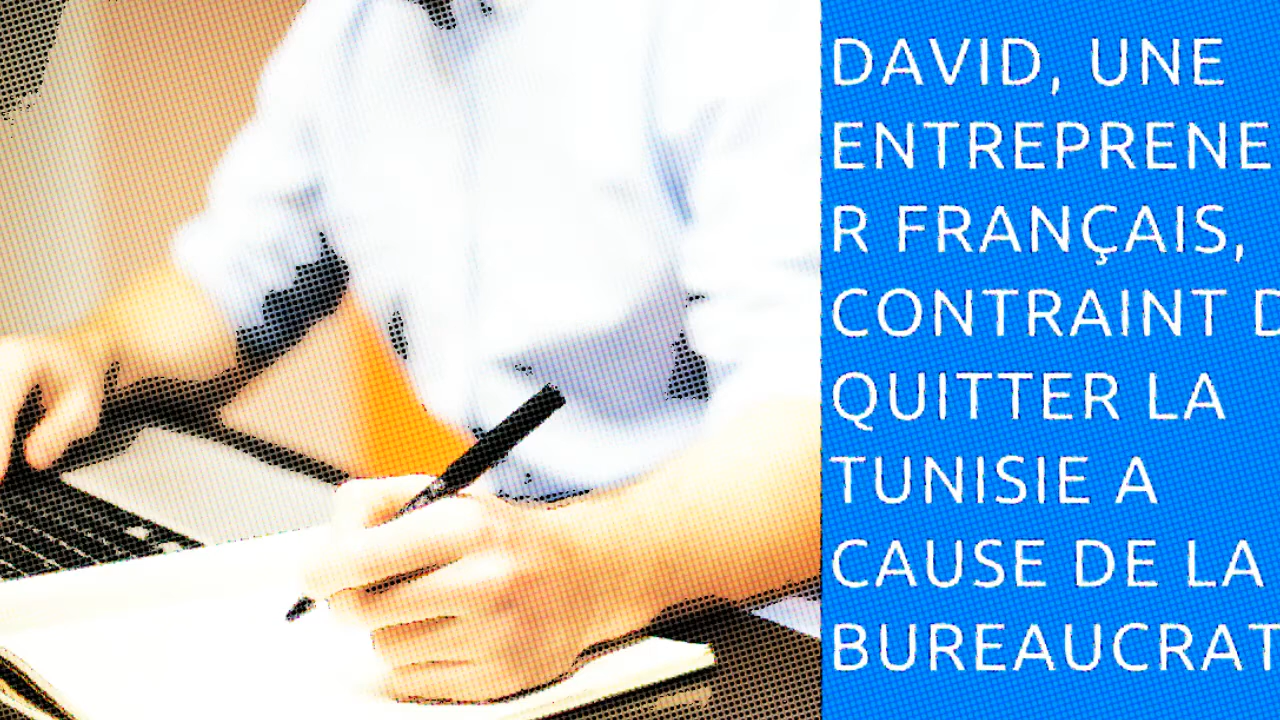 DAVID, UNE
ENTREPRENE
R FRANÇAIS,
CONTRAINT D
QUITTER LA
TUNISIE A
CAUSE DE LA
BUREAUCRAT